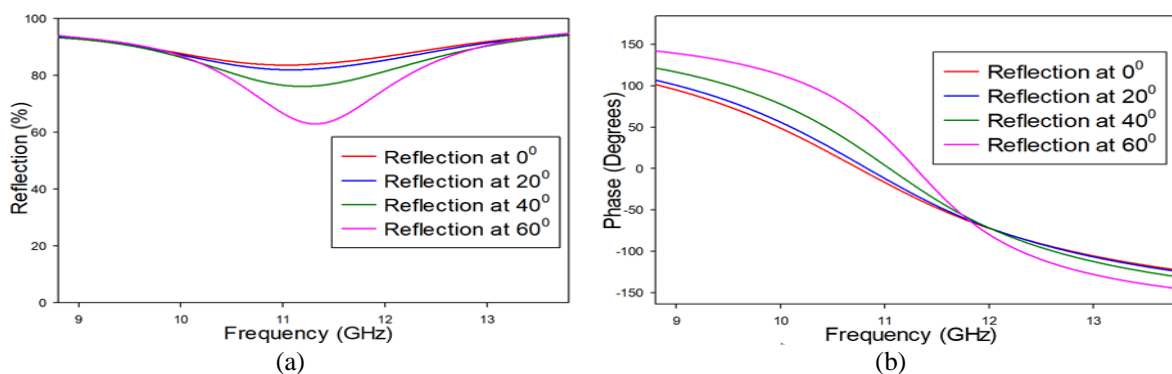 100
80
60
40
20
0
Reflection (%)
Reflection at 0⁰
Reflection at 20⁰
Reflection at 40⁰
Reflection at 60⁰
9 10 11 12 13
Frequency (GHz)
(a)
150
100
50
0
-50
-100
-150
Phase (Degrees)
Reflection at 0⁰
Reflection at 20⁰
Reflection at 40⁰
Reflection at 60⁰
9 10 11 12 13
Frequency (GHz)
(b)